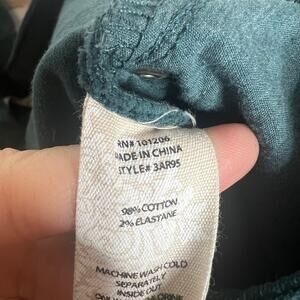 RN# 101206
MADE IN CHINA
STYLE# 3AR95
98% COTTON
2% ELASTANE
MACHINE WASH COLD
SEPARATELY
INSIDE OUT